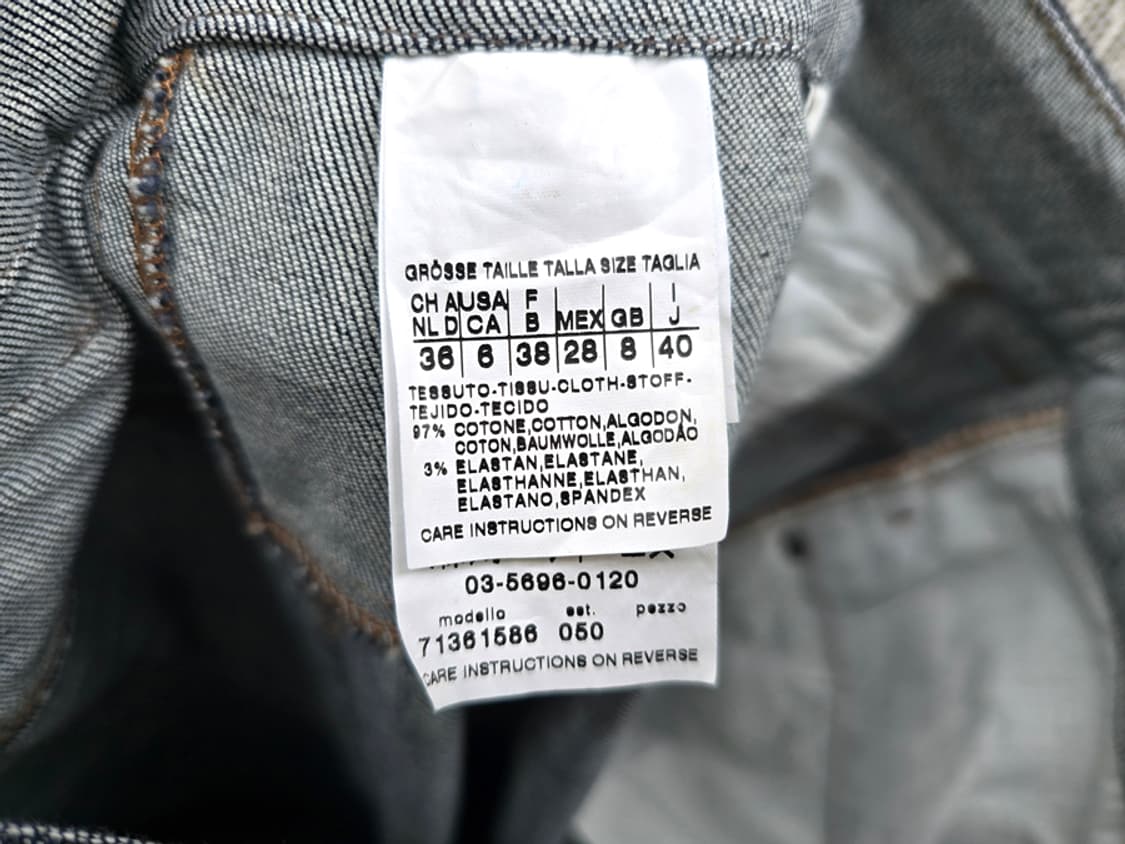 GRÖSSE TAILLE TALLA SIZE TAGLIA
CH A USA F I
NL D CA B MEX GB J
36 6 38 28 8 40
TESSUTO-TISSU-CLOTH-STOFF-
TEJIDO-TECIDO
97% COTONE,COTTON,ALGODON,
COTON,BAUMWOLLE,ALGODÃO
3% ELASTAN,ELASTANE,
ELASTHANNE,ELASTHAN,
ELASTANO,SPANDEX
CARE INSTRUCTIONS ON REVERSE
03-5696-0120
modello est. pezzo
71361586 050
CARE INSTRUCTIONS ON REVERSE